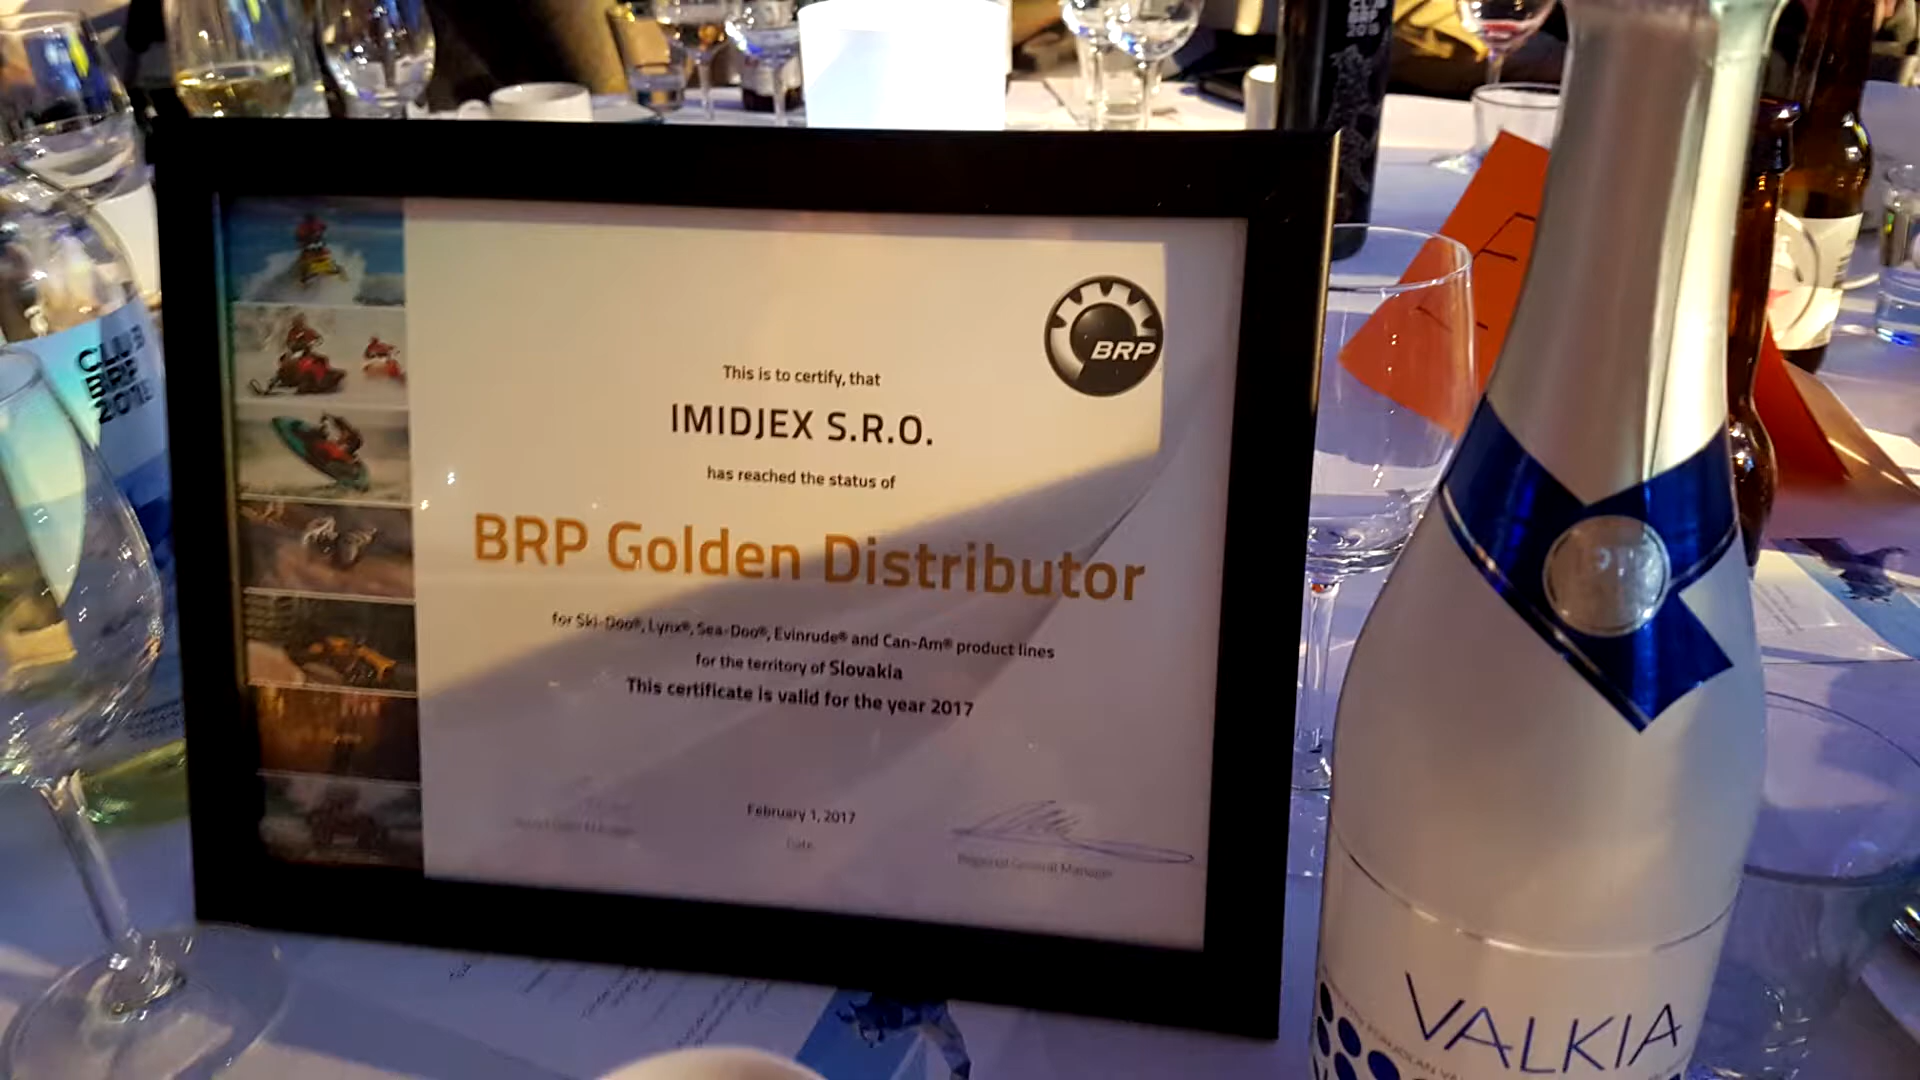 BRP
This is to certify, that
IMIDJEX S.R.O.
has reached the status of
BRP Golden Distributor
for Ski-Doo®, Lynx®, Sea-Doo®, Evinrude® and Can-Am® product lines
for the territory of Slovakia
This certificate is valid for the year 2017
February 1, 2017
Date
Regional General Manager
CLUB
BRP
VALKIA